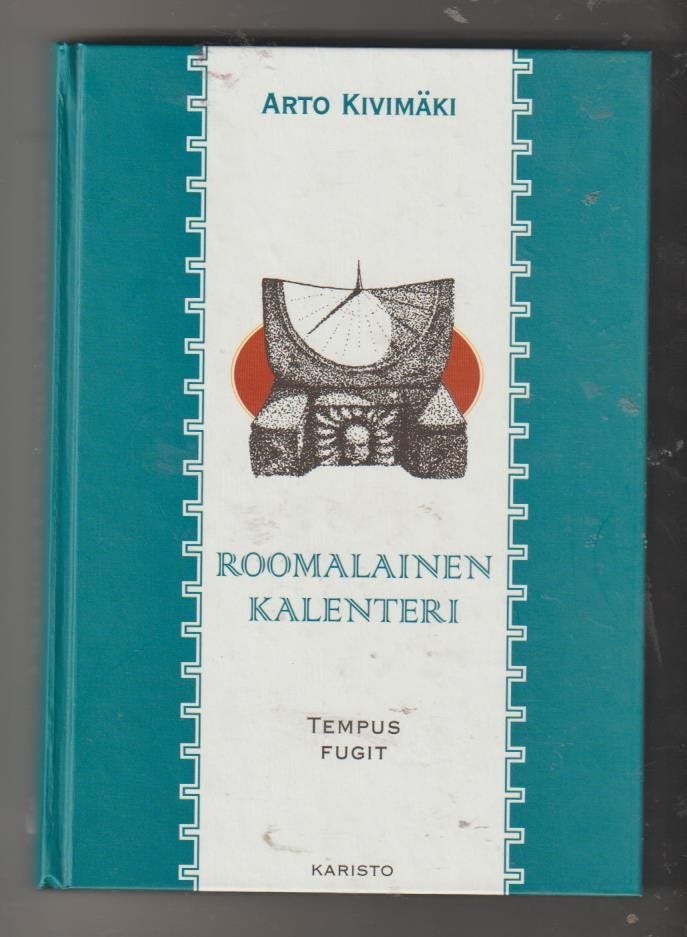 ARTO KIVIMÄKI
ROOMALAINEN
KALENTERI
TEMPUS
FUGIT
KARISTO